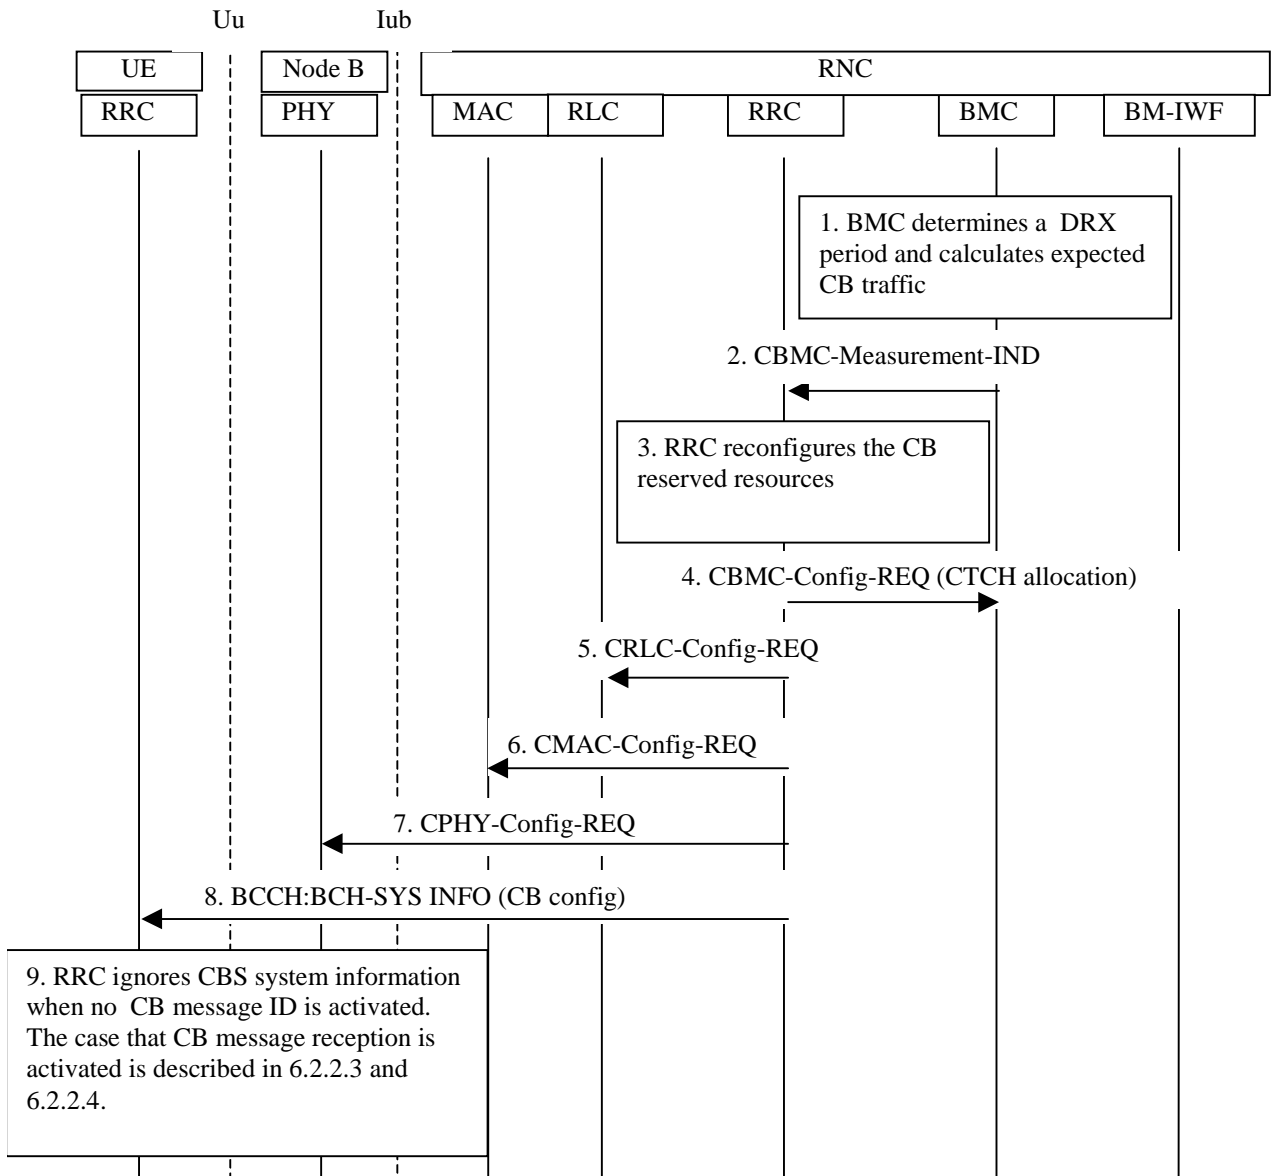 Uu Iub
UE Node B RNC
RRC PHY MAC RLC RRC BMC BM-IWF
1. BMC determines a DRX
period and calculates expected
CB traffic
2. CBMC-Measurement-IND
3. RRC reconfigures the CB
reserved resources
4. CBMC-Config-REQ (CTCH allocation)
5. CRLC-Config-REQ
6. CMAC-Config-REQ
7. CPHY-Config-REQ
8. BCCH:BCH-SYS INFO (CB config)
9. RRC ignores CBS system information
when no CB message ID is activated.
The case that CB message reception is
activated is described in 6.2.2.3 and
6.2.2.4.